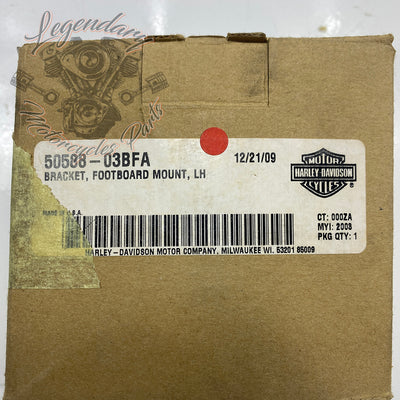 Legendary
Motorcycles Parts
50588-03BFA 12/21/09
BRACKET, FOOTBOARD MOUNT, LH
MOTOR
HARLEY-DAVIDSON
CYCLES ®
MADE IN U.S.A.
CT: 000ZA
MYI: 2003
PKG QTY: 1
HARLEY-DAVIDSON MOTOR COMPANY, MILWAUKEE WI. 53201 85009